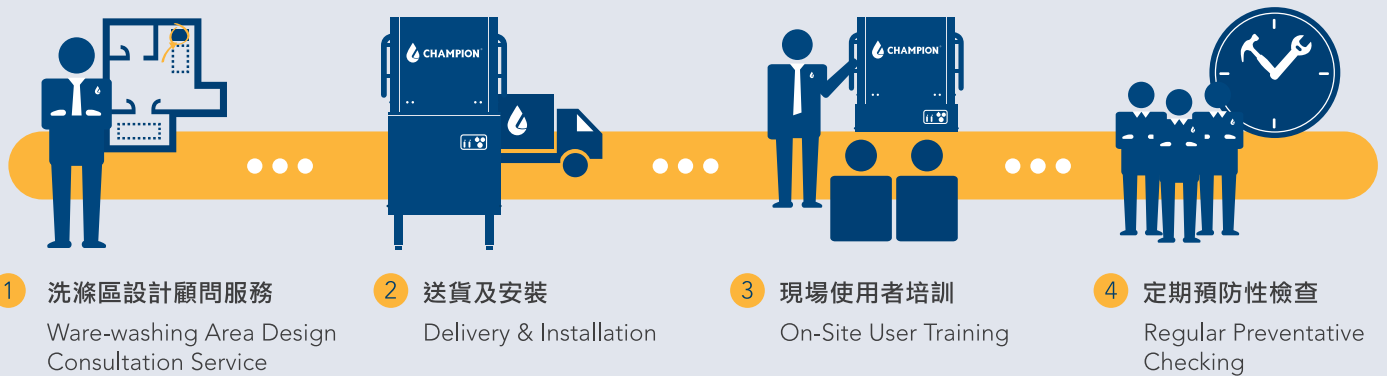 CHAMPION
CHAMPION
1 洗滌區設計顧問服務
Ware-washing Area Design
Consultation Service
2 送貨及安裝
Delivery & Installation
3 現場使用者培訓
On-Site User Training
4 定期預防性檢查
Regular Preventative
Checking